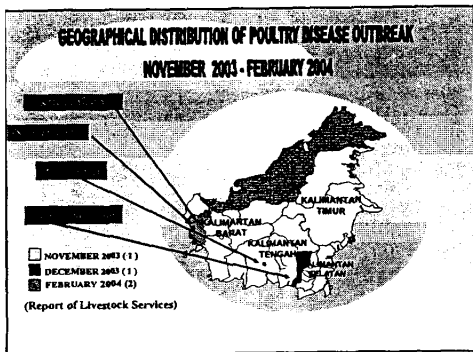 GEOGRAPHICAL DISTRIBUTION OF POULTRY DISEASE OUTBREAK
NOVEMBER 2003 - FEBRUARY 2004
KALIMANTAN
TIMUR
KALIMANTAN
BARAT
KALIMANTAN
TENGAH
KALIMANTAN
SELATAN
NOVEMBER 2003 (1)
DECEMBER 2003 (1)
FEBRUARY 2004 (2)
(Report of Livestock Services)